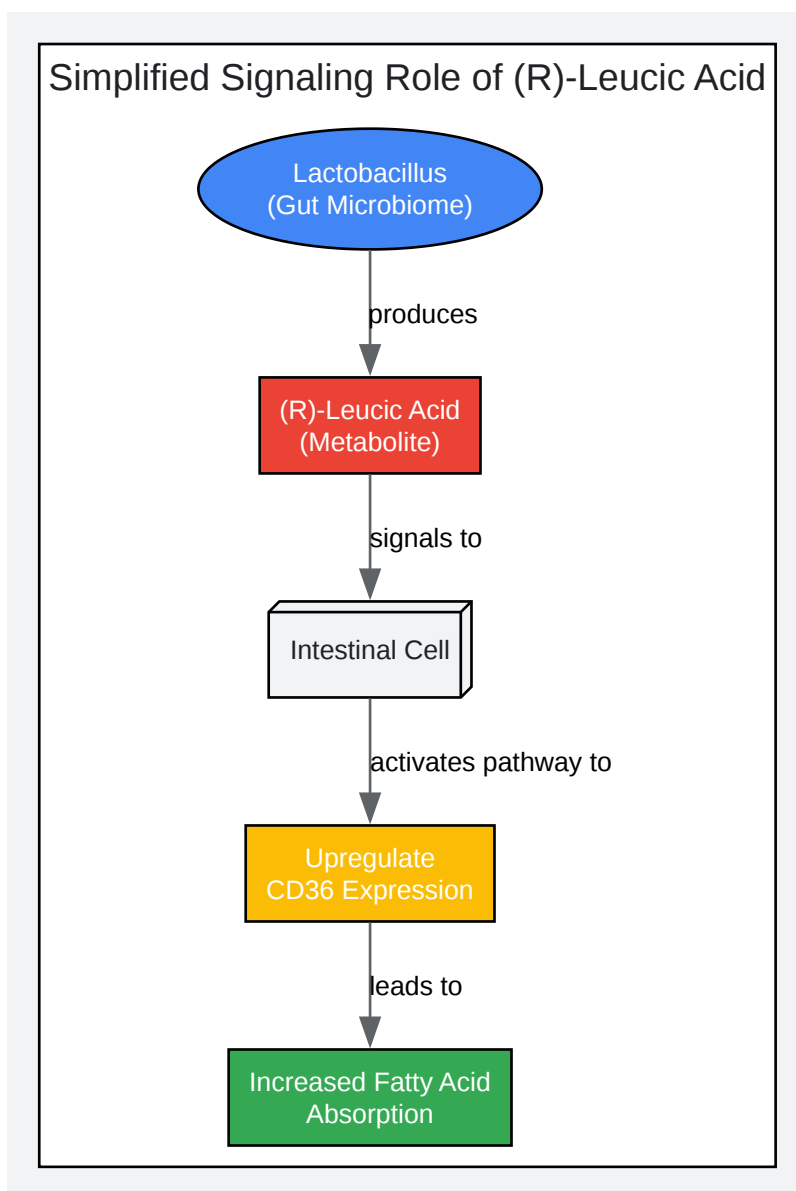 Simplified Signaling Role of (R)-Leucic Acid
Lactobacillus
(Gut Microbiome)
produces
(R)-Leucic Acid
(Metabolite)
signals to
Intestinal Cell
activates pathway to
Upregulate
CD36 Expression
leads to
Increased Fatty Acid
Absorption